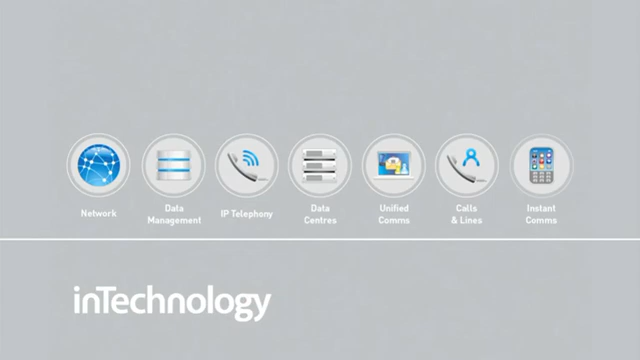 Network
Data
Management
IP Telephony
Data
Centres
Unified
Comms
Calls
& Lines
Instant
Comms
inTechnology